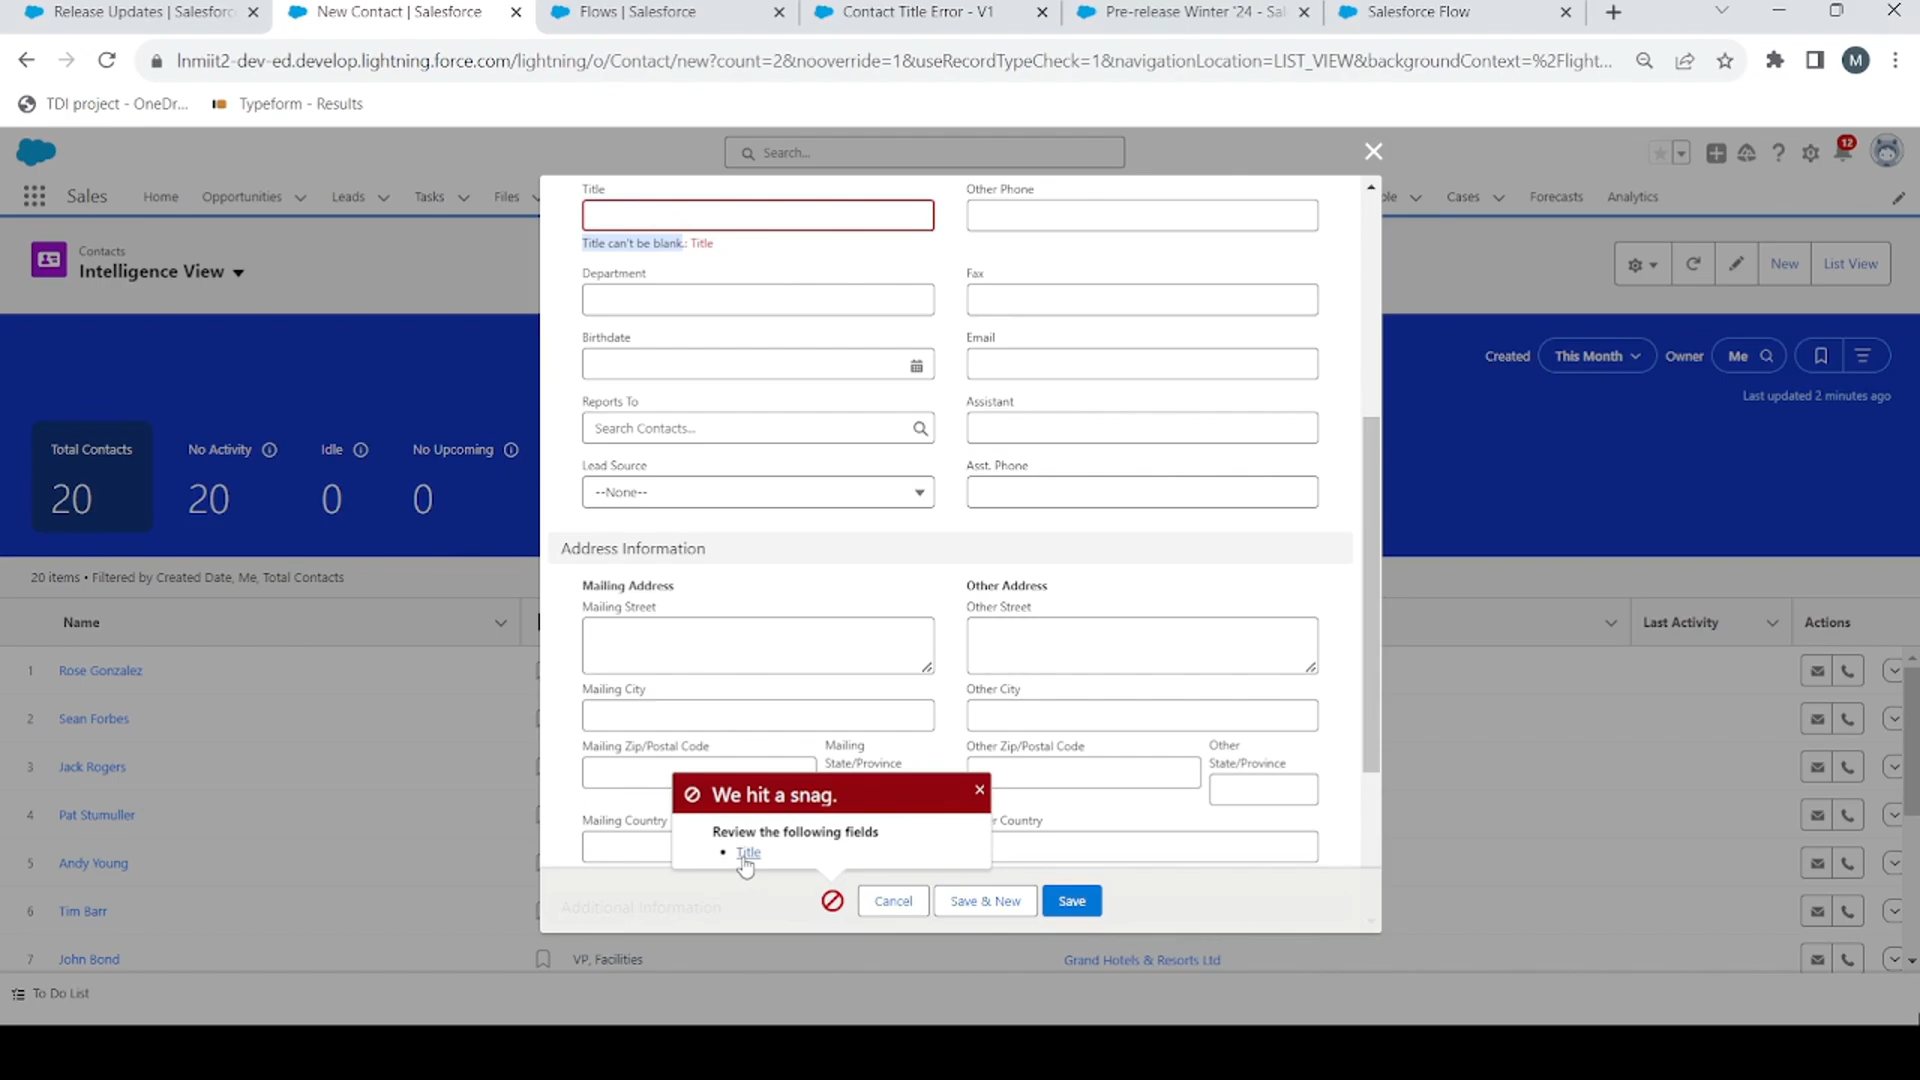 Release Updates | Salesforc
New Contact | Salesforce
Flows | Salesforce
Contact Title Error - V1
Pre-release Winter '24 - Sal
Salesforce Flow
lnmiit2-dev-ed.develop.lightning.force.com/lightning/o/Contact/new?count=2&nooverride=1&useRecordTypeCheck=1&navigationLocation=LIST_VIEW&backgroundContext=%2Flight...
M
TDI project - OneDr...
Typeform - Results
Search...
12
Sales
Home
Opportunities
Leads
Tasks
Files
Cases
Forecasts
Analytics
Contacts
Intelligence View
New
List View
Title
Other Phone
Title can't be blank.: Title
Department
Fax
Birthdate
Email
Reports To
Search Contacts...
Assistant
Lead Source
--None--
Asst. Phone
Created
This Month
Owner
Me
Last updated 2 minutes ago
Total Contacts
20
No Activity
20
Idle
0
No Upcoming
0
Address Information
Mailing Address
Mailing Street
Other Address
Other Street
Mailing City
Other City
Mailing Zip/Postal Code
Mailing
State/Province
Other Zip/Postal Code
Other
State/Province
Mailing Country
r Country
We hit a snag.
Review the following fields
• Title
Additional Information
Cancel
Save & New
Save
20 items • Filtered by Created Date, Me, Total Contacts
Name
Last Activity
Actions
1 Rose Gonzalez
2 Sean Forbes
3 Jack Rogers
4 Pat Stumuller
5 Andy Young
6 Tim Barr
7 John Bond
VP, Facilities
Grand Hotels & Resorts Ltd
To Do List